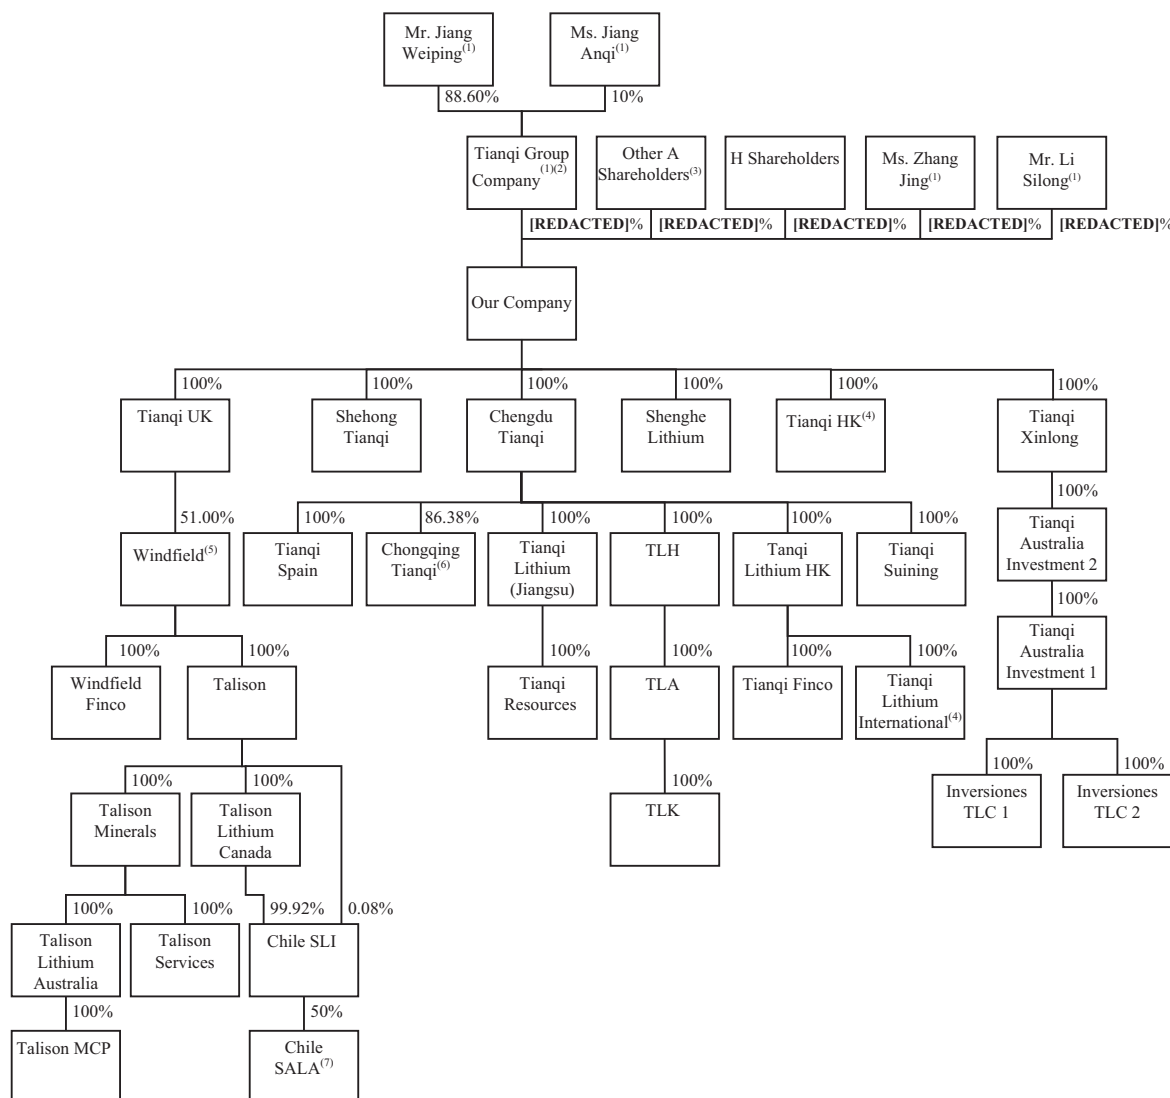 Mr. Jiang
Weiping(1)
Ms. Jiang
Anqi(1)
88.60%
10%
Tianqi Group
Company(1)(2)
Other A
Shareholders(3)
H Shareholders
Ms. Zhang
Jing(1)
Mr. Li
Silong(1)
[REDACTED]%
[REDACTED]%
[REDACTED]%
[REDACTED]%
[REDACTED]%
Our Company
100%
100%
100%
100%
100%
100%
Tianqi UK
Shehong
Tianqi
Chengdu
Tianqi
Shenghe
Lithium
Tianqi HK(4)
Tianqi
Xinlong
51.00%
100%
86.38%
100%
100%
100%
100%
100%
Windfield(5)
Tianqi
Spain
Chongqing
Tianqi(6)
Tianqi
Lithium
(Jiangsu)
TLH
Tanqi
Lithium HK
Tianqi
Suining
Tianqi
Australia
Investment 2
100%
100%
100%
100%
100%
100%
100%
Windfield
Finco
Talison
Tianqi
Resources
TLA
Tianqi Finco
Tianqi
Lithium
International(4)
Tianqi
Australia
Investment 1
100%
100%
100%
100%
100%
Talison
Minerals
Talison
Lithium
Canada
TLK
Inversiones
TLC 1
Inversiones
TLC 2
100%
100%
99.92%
0.08%
Talison
Lithium
Australia
Talison
Services
Chile SLI
100%
50%
Talison MCP
Chile
SALA(7)